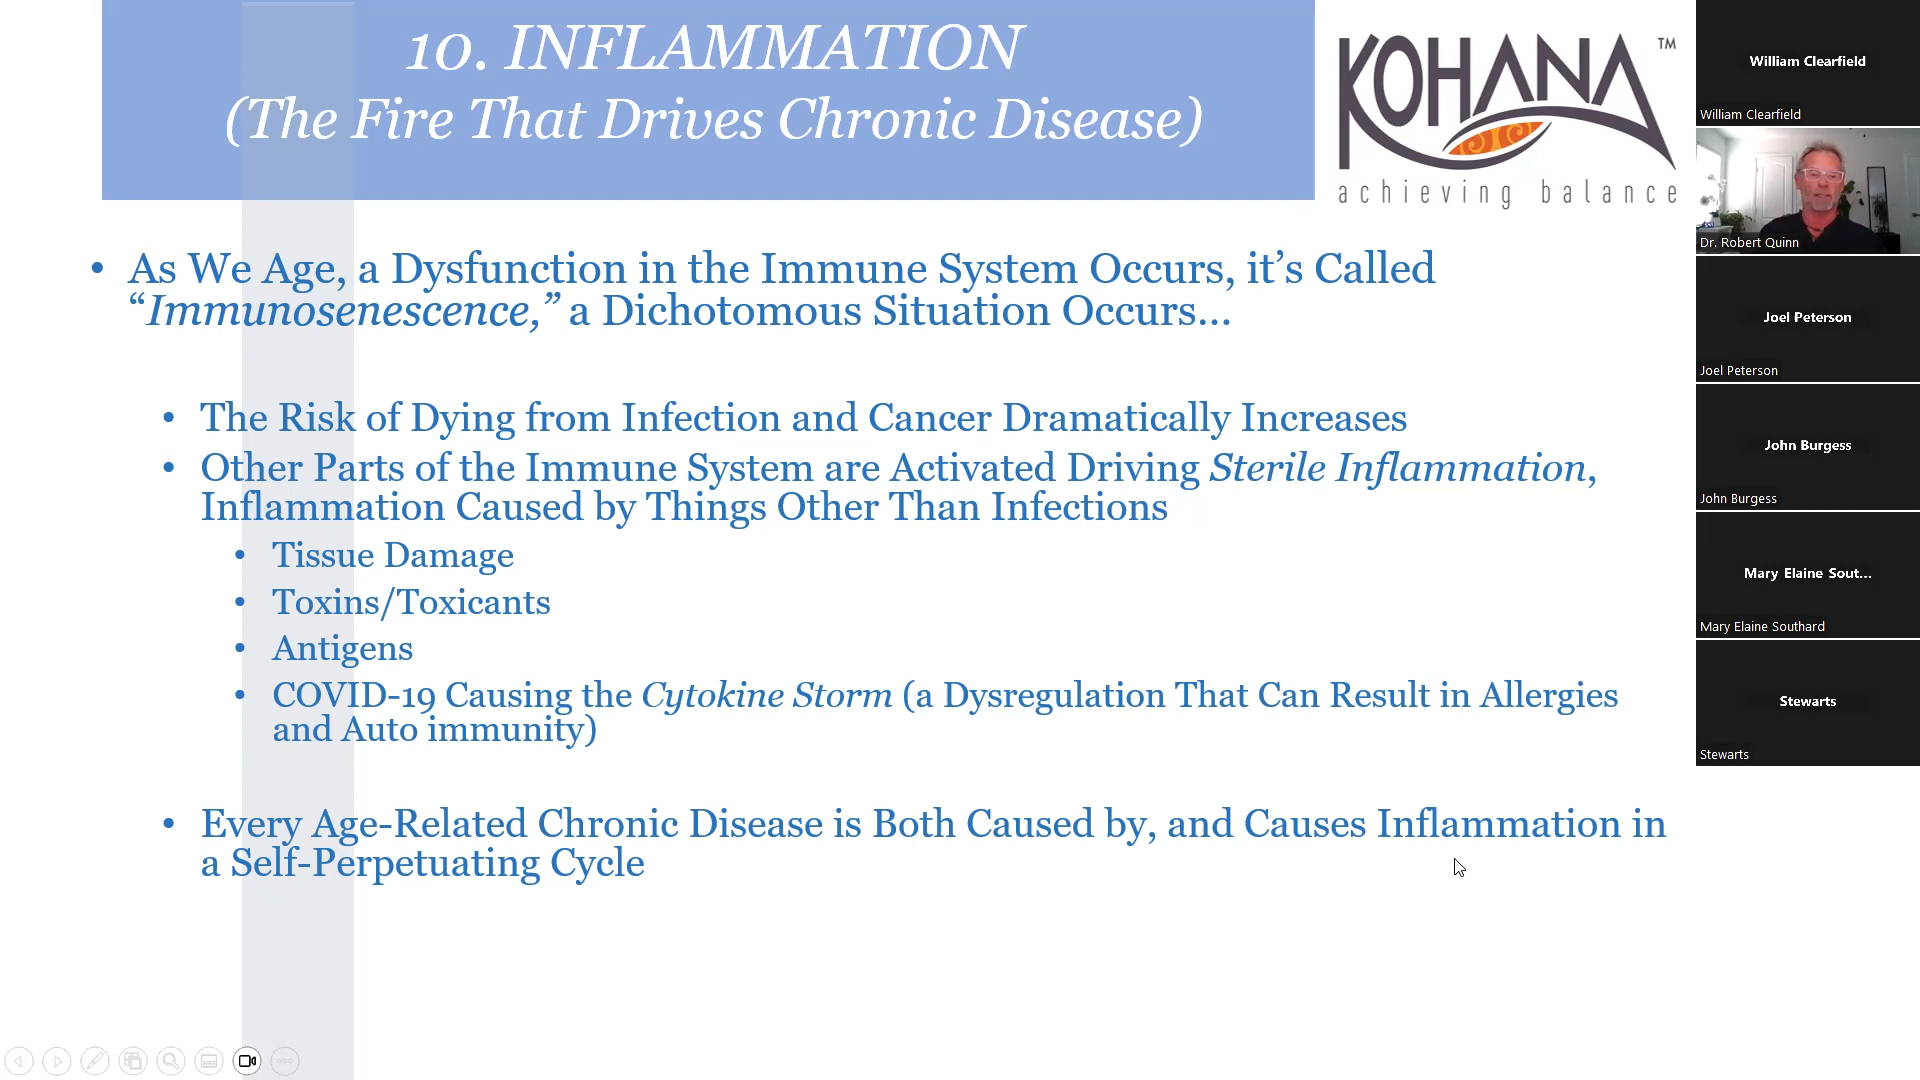 10. INFLAMMATION
(The Fire That Drives Chronic Disease)
KOHANA TM
achieving balance
• As We Age, a Dysfunction in the Immune System Occurs, it’s Called
“Immunosenescence,” a Dichotomous Situation Occurs…
• The Risk of Dying from Infection and Cancer Dramatically Increases
• Other Parts of the Immune System are Activated Driving Sterile Inflammation,
Inflammation Caused by Things Other Than Infections
• Tissue Damage
• Toxins/Toxicants
• Antigens
• COVID-19 Causing the Cytokine Storm (a Dysregulation That Can Result in Allergies
and Auto immunity)
• Every Age-Related Chronic Disease is Both Caused by, and Causes Inflammation in
a Self-Perpetuating Cycle
William Clearfield
William Clearfield
Dr. Robert Quinn
Joel Peterson
Joel Peterson
John Burgess
John Burgess
Mary Elaine Sout...
Mary Elaine Southard
Stewarts
Stewarts